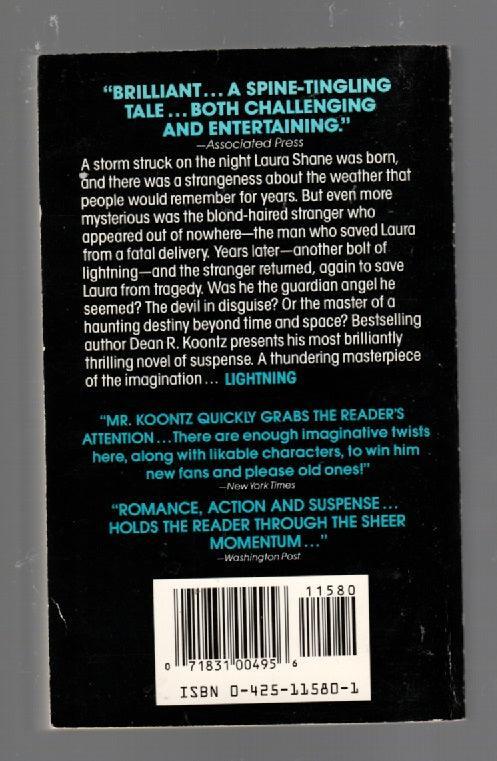 “BRILLIANT... A SPINE-TINGLING
TALE... BOTH CHALLENGING
AND ENTERTAINING.”
—Associated Press
A storm struck on the night Laura Shane was born,
and there was a strangeness about the weather that
people would remember for years. But even more
mysterious was the blond-haired stranger who
appeared out of nowhere—the man who saved Laura
from a fatal delivery. Years later—another bolt of
lightning—and the stranger returned, again to save
Laura from tragedy. Was he the guardian angel he
seemed? The devil in disguise? Or the master of a
haunting destiny beyond time and space? Bestselling
author Dean R. Koontz presents his most brilliantly
thrilling novel of suspense. A thundering masterpiece
of the imagination... LIGHTNING
“MR. KOONTZ QUICKLY GRABS THE READER'S
ATTENTION...There are enough imaginative twists
here, along with likable characters, to win him
new fans and please old ones!”
—New York Times
“ROMANCE, ACTION AND SUSPENSE...
HOLDS THE READER THROUGH THE SHEER
MOMENTUM...”
—Washington Post
11580
0 71831 00495 6
ISBN 0-425-11580-1